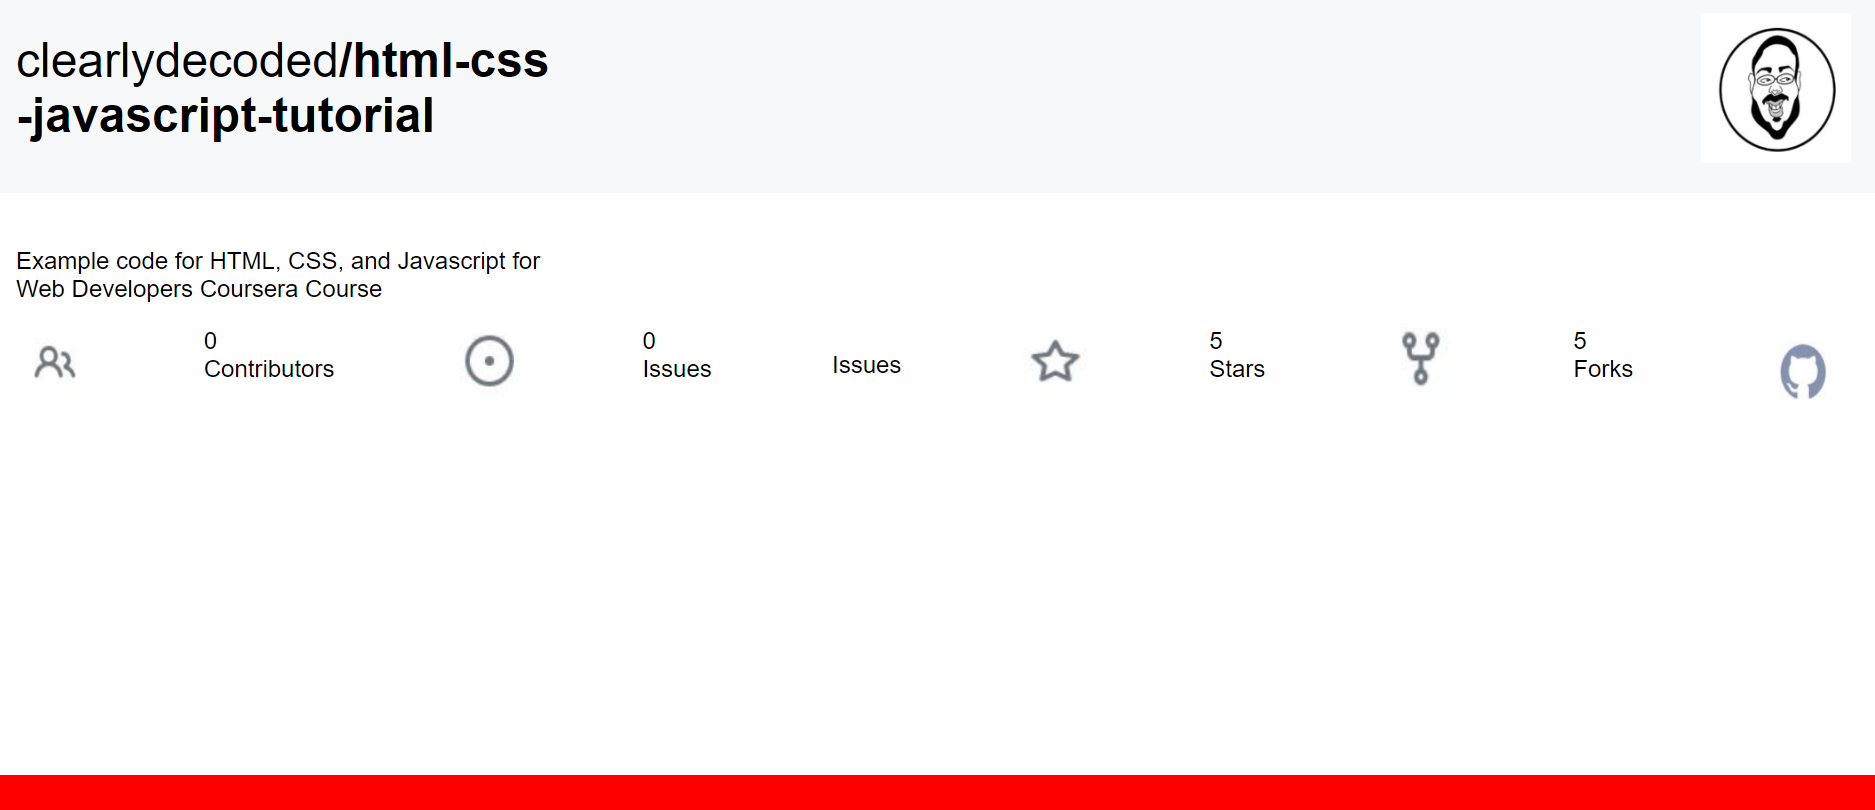 clearlydecoded/html-css
-javascript-tutorial
Example code for HTML, CSS, and Javascript for
Web Developers Coursera Course
0
Contributors
0
Issues
Issues
5
Stars
5
Forks